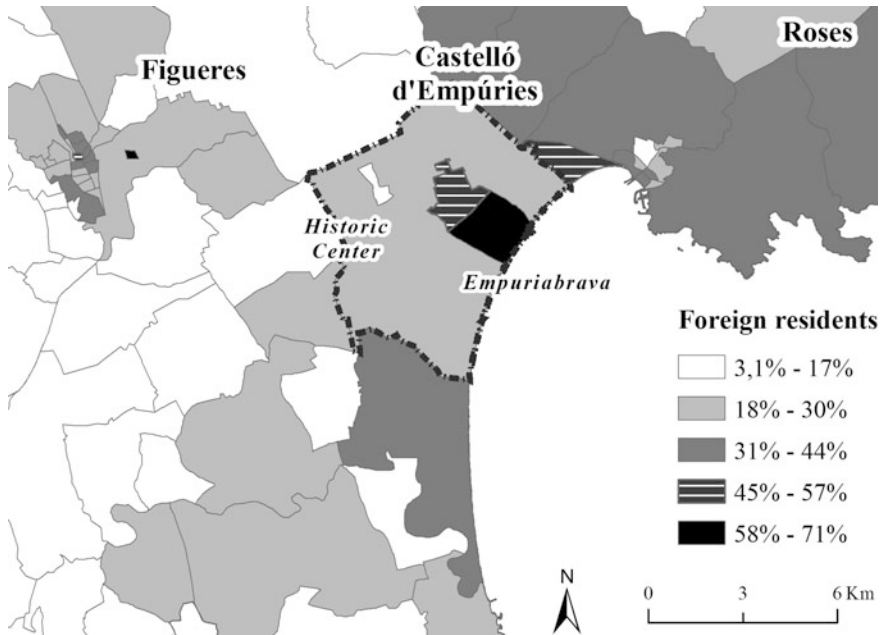 Roses
Castelló
d'Empúries
Figueres
Historic
Center
Empuriabrava
Foreign residents
3,1% - 17%
18% - 30%
31% - 44%
45% - 57%
58% - 71%
N
0 3 6 Km